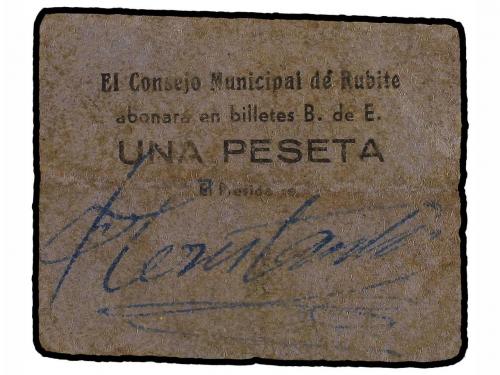 El Consejo Municipal de Rubite
abonará en billetes B. de E.
UNA PESETA
El Presidente